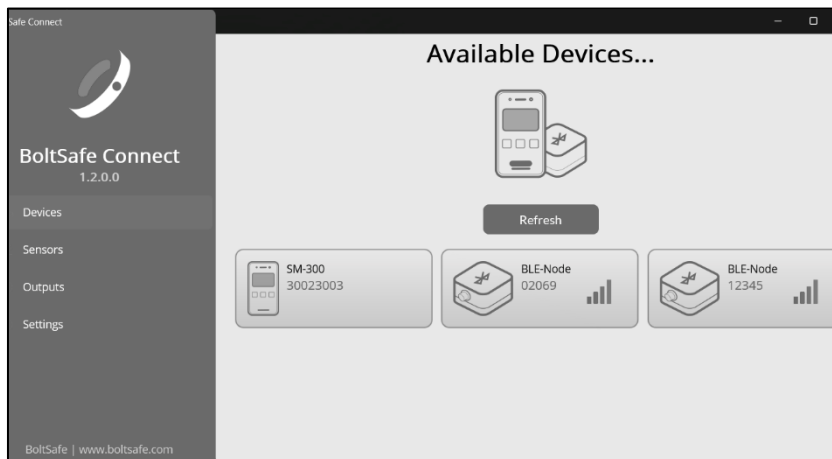 Safe Connect
Available Devices...
BoltSafe Connect
1.2.0.0
Devices
Refresh
Sensors
SM-300
30023003
BLE-Node
02069
BLE-Node
12345
Outputs
Settings
BoltSafe | www.boltsafe.com